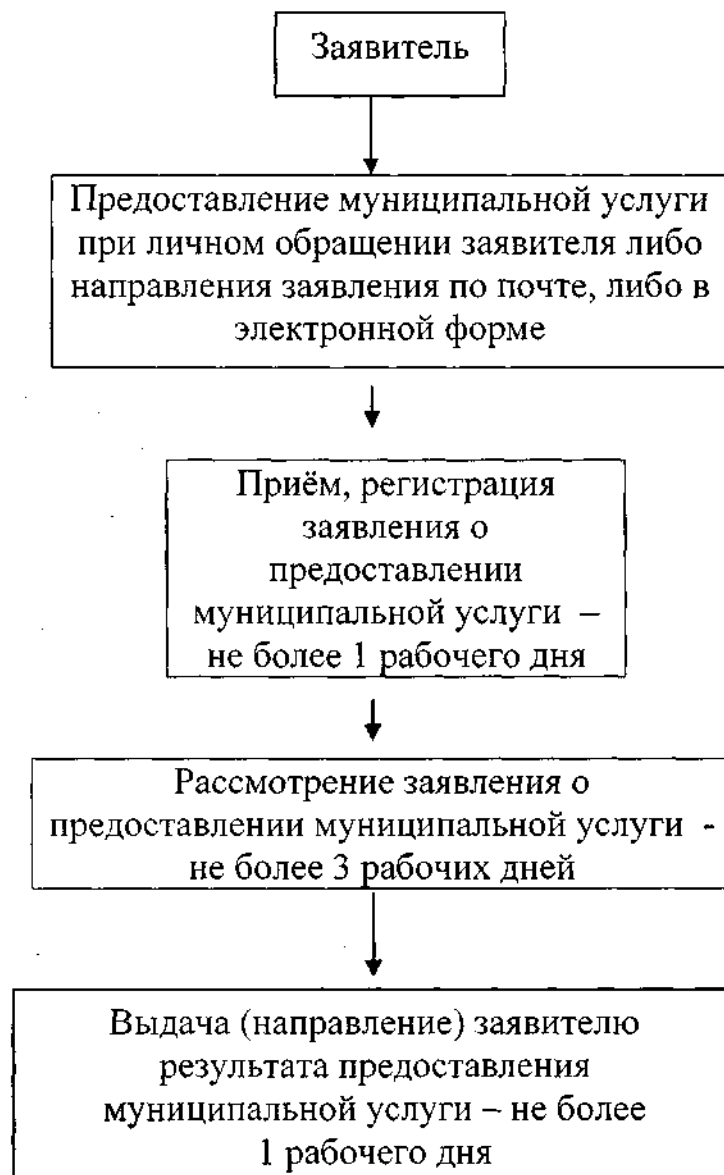 Заявитель
Предоставление муниципальной услуги
при личном обращении заявителя либо
направления заявления по почте, либо в
электронной форме
Приём, регистрация
заявления о
предоставлении
муниципальной услуги –
не более 1 рабочего дня
Рассмотрение заявления о
предоставлении муниципальной услуги -
не более 3 рабочих дней
Выдача (направление) заявителю
результата предоставления
муниципальной услуги – не более
1 рабочего дня